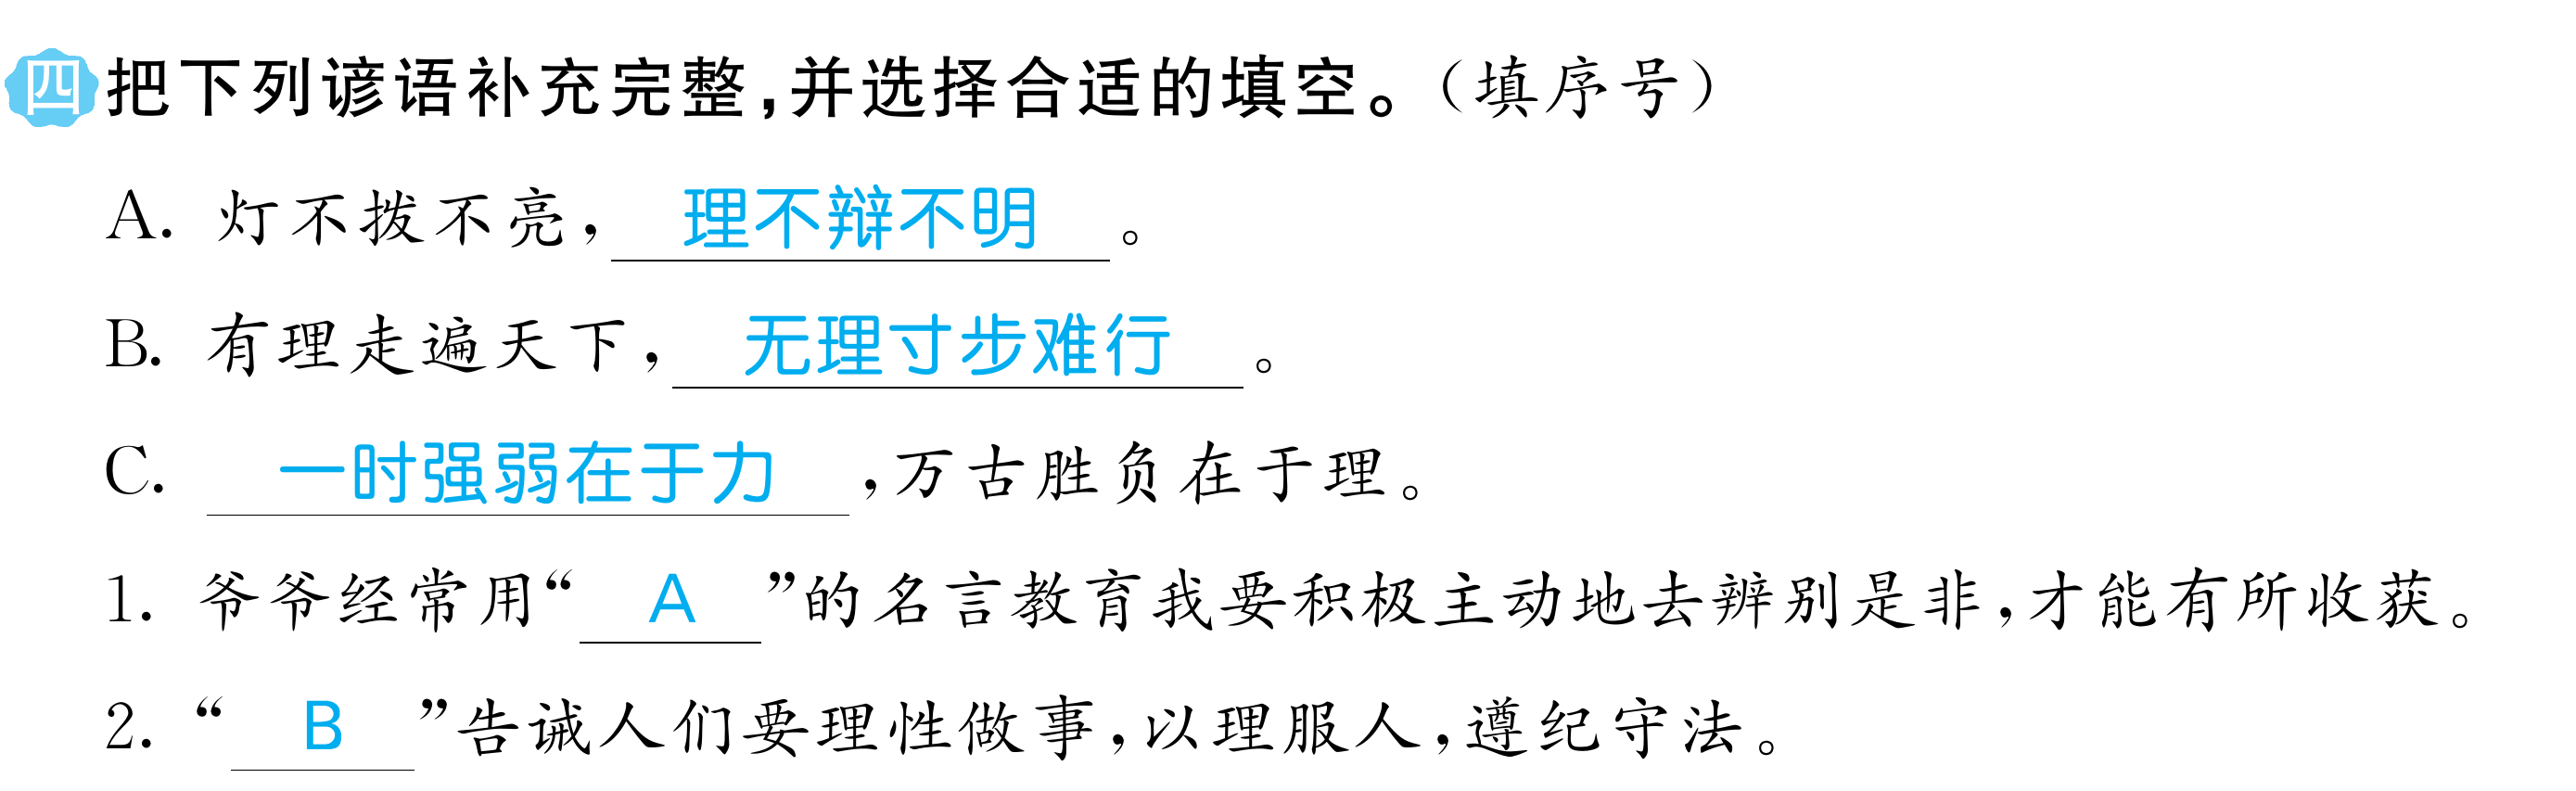 四 把下列谚语补充完整,并选择合适的填空。(填序号)
A. 灯不拨不亮, 理不辩不明 。
B. 有理走遍天下, 无理寸步难行 。
C. 一时强弱在于力 ,万古胜负在于理。
1. 爷爷经常用“ A ”的名言教育我要积极主动地去辨别是非,才能有所收获。
2. “ B ”告诫人们要理性做事,以理服人,遵纪守法。